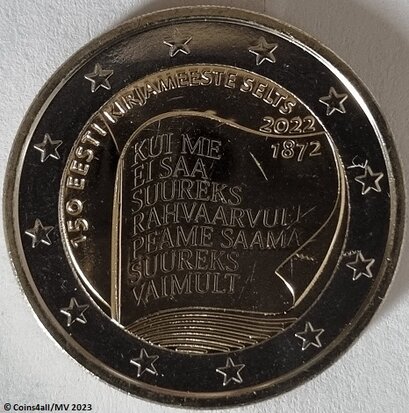 150 EESTI KIRJAMEESTE SELTS
2022
1872
KUI ME
EI SAA
SUUREKS
RAHVAARVULT
PEAME SAAMA
SUUREKS
VAIMULT
© Coins4all/MV 2023